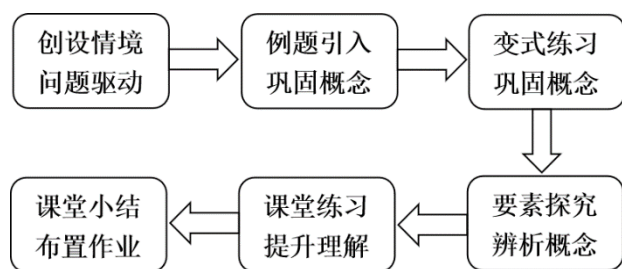 创设情境
问题驱动
例题引入
巩固概念
变式练习
巩固概念
要素探究
辨析概念
课堂练习
提升理解
课堂小结
布置作业